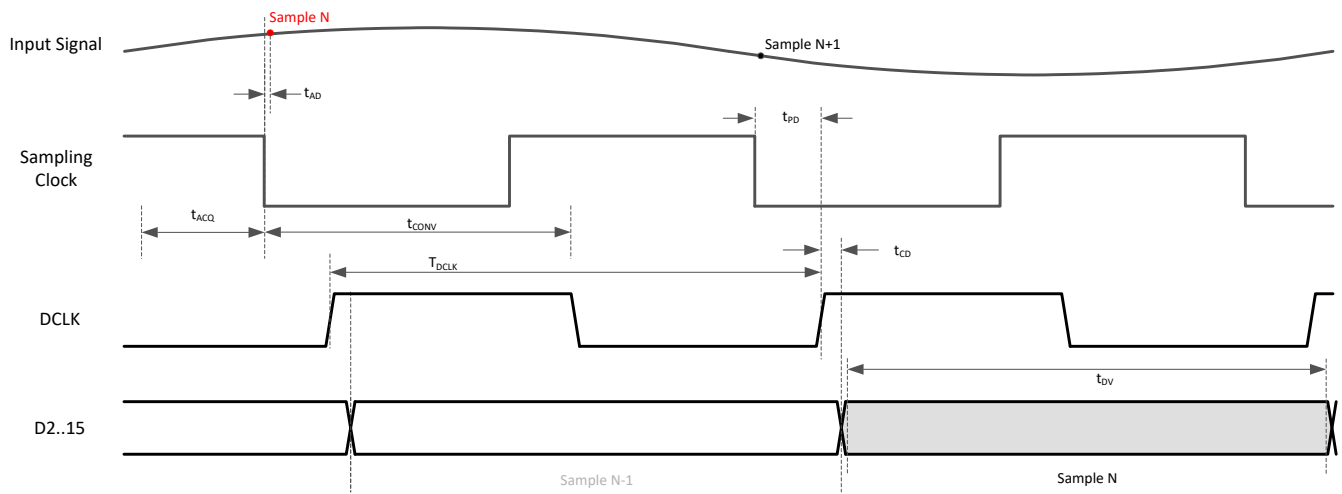 Sample N
Input Signal
Sample N+1
tAD
tPD
Sampling
Clock
tACQ
tCONV
tCD
TDCLK
DCLK
tDV
D2..15
Sample N-1
Sample N